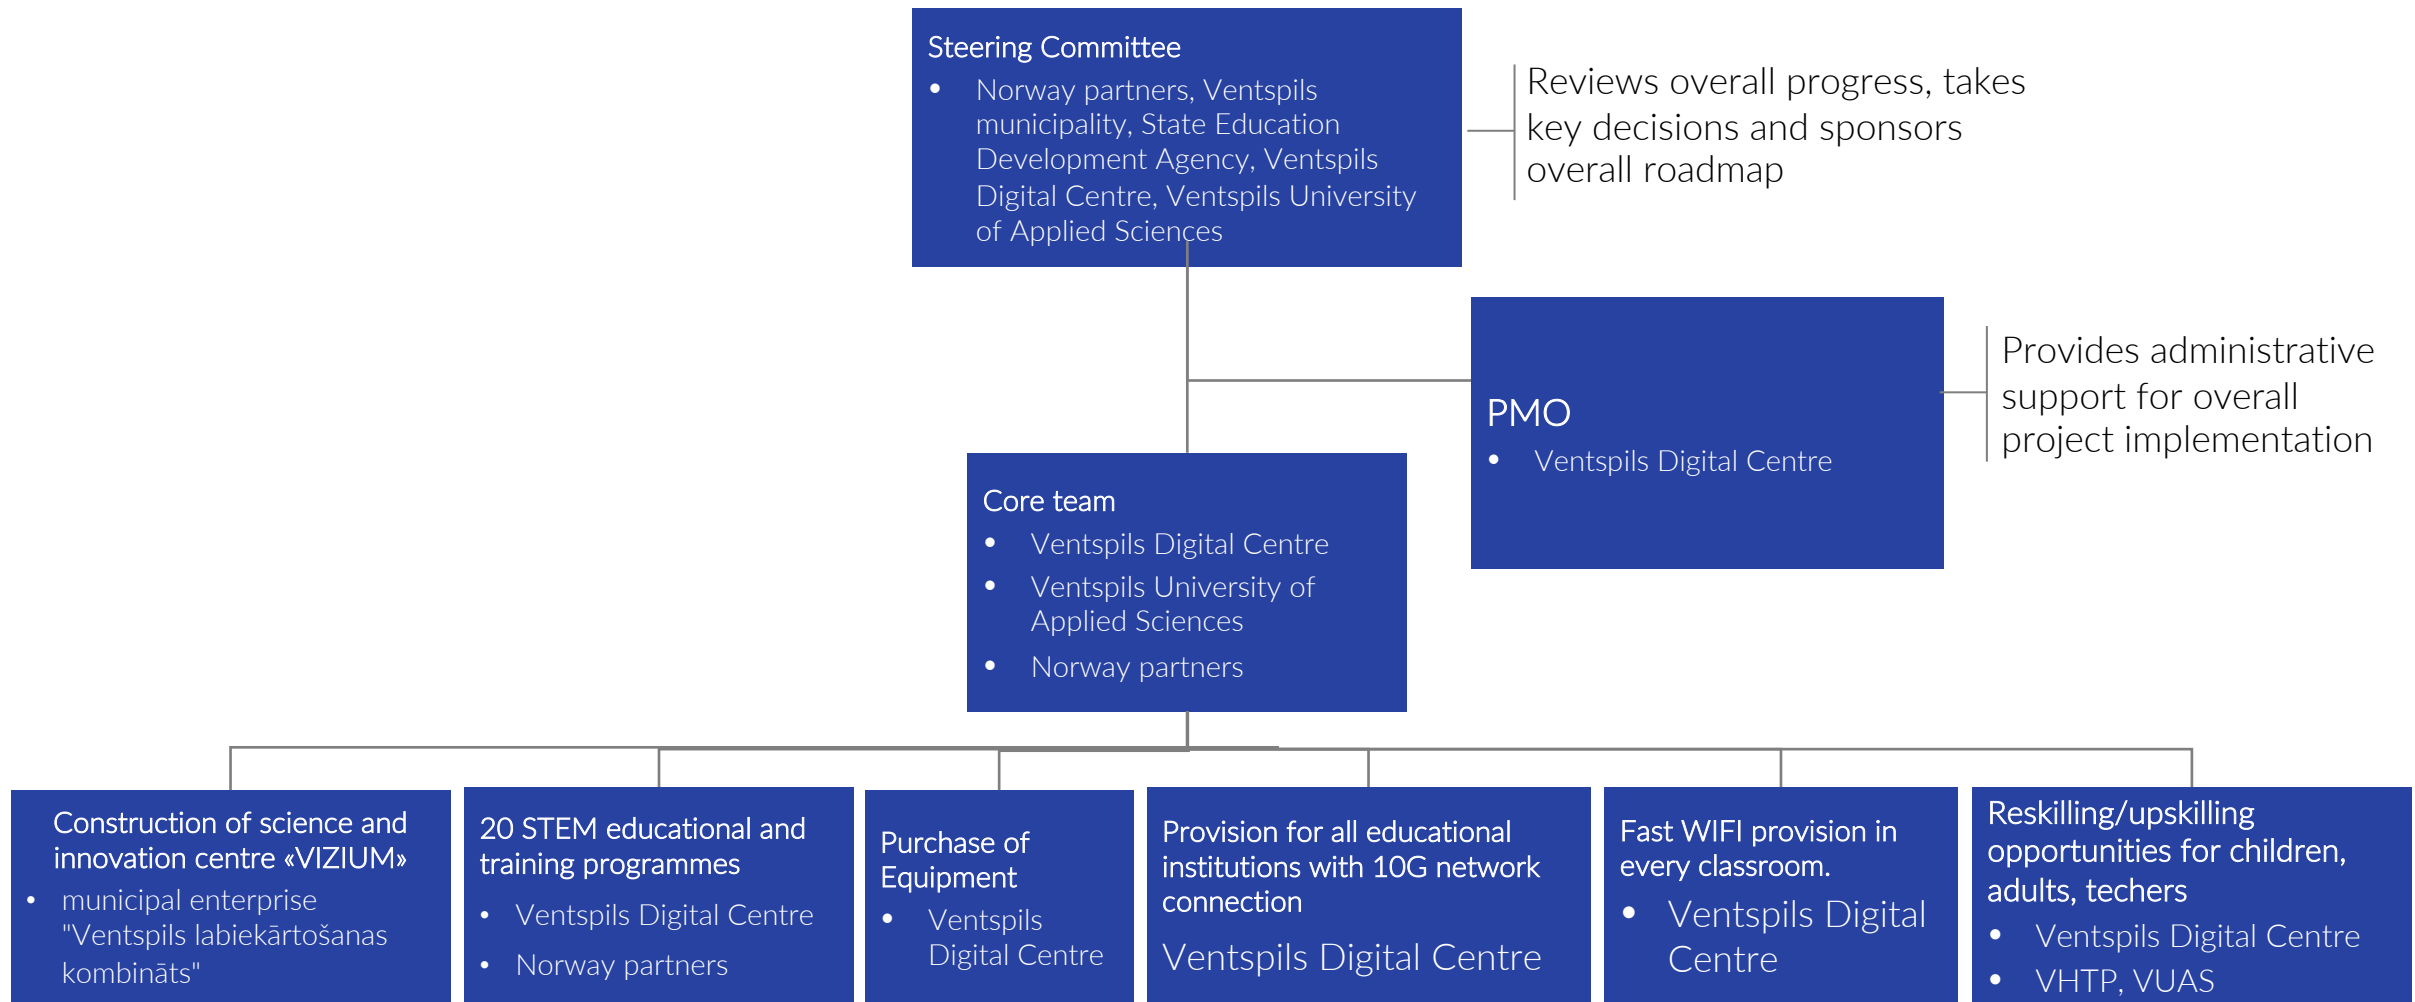 Steering Committee
• Norway partners, Ventspils
municipality, State Education
Development Agency, Ventspils
Digital Centre, Ventspils University
of Applied Sciences
Reviews overall progress, takes
key decisions and sponsors
overall roadmap
PMO
• Ventspils Digital Centre
Provides administrative
support for overall
project implementation
Core team
• Ventspils Digital Centre
• Ventspils University of
Applied Sciences
• Norway partners
Construction of science and
innovation centre «VIZIUM»
• municipal enterprise
"Ventspils labiekārtošanas
kombināts"
20 STEM educational and
training programmes
• Ventspils Digital Centre
• Norway partners
Purchase of
Equipment
• Ventspils
Digital Centre
Provision for all educational
institutions with 10G network
connection
Ventspils Digital Centre
Fast WIFI provision in
every classroom.
• Ventspils Digital
Centre
Reskilling/upskilling
opportunities for children,
adults, techers
• Ventspils Digital Centre
• VHTP, VUAS